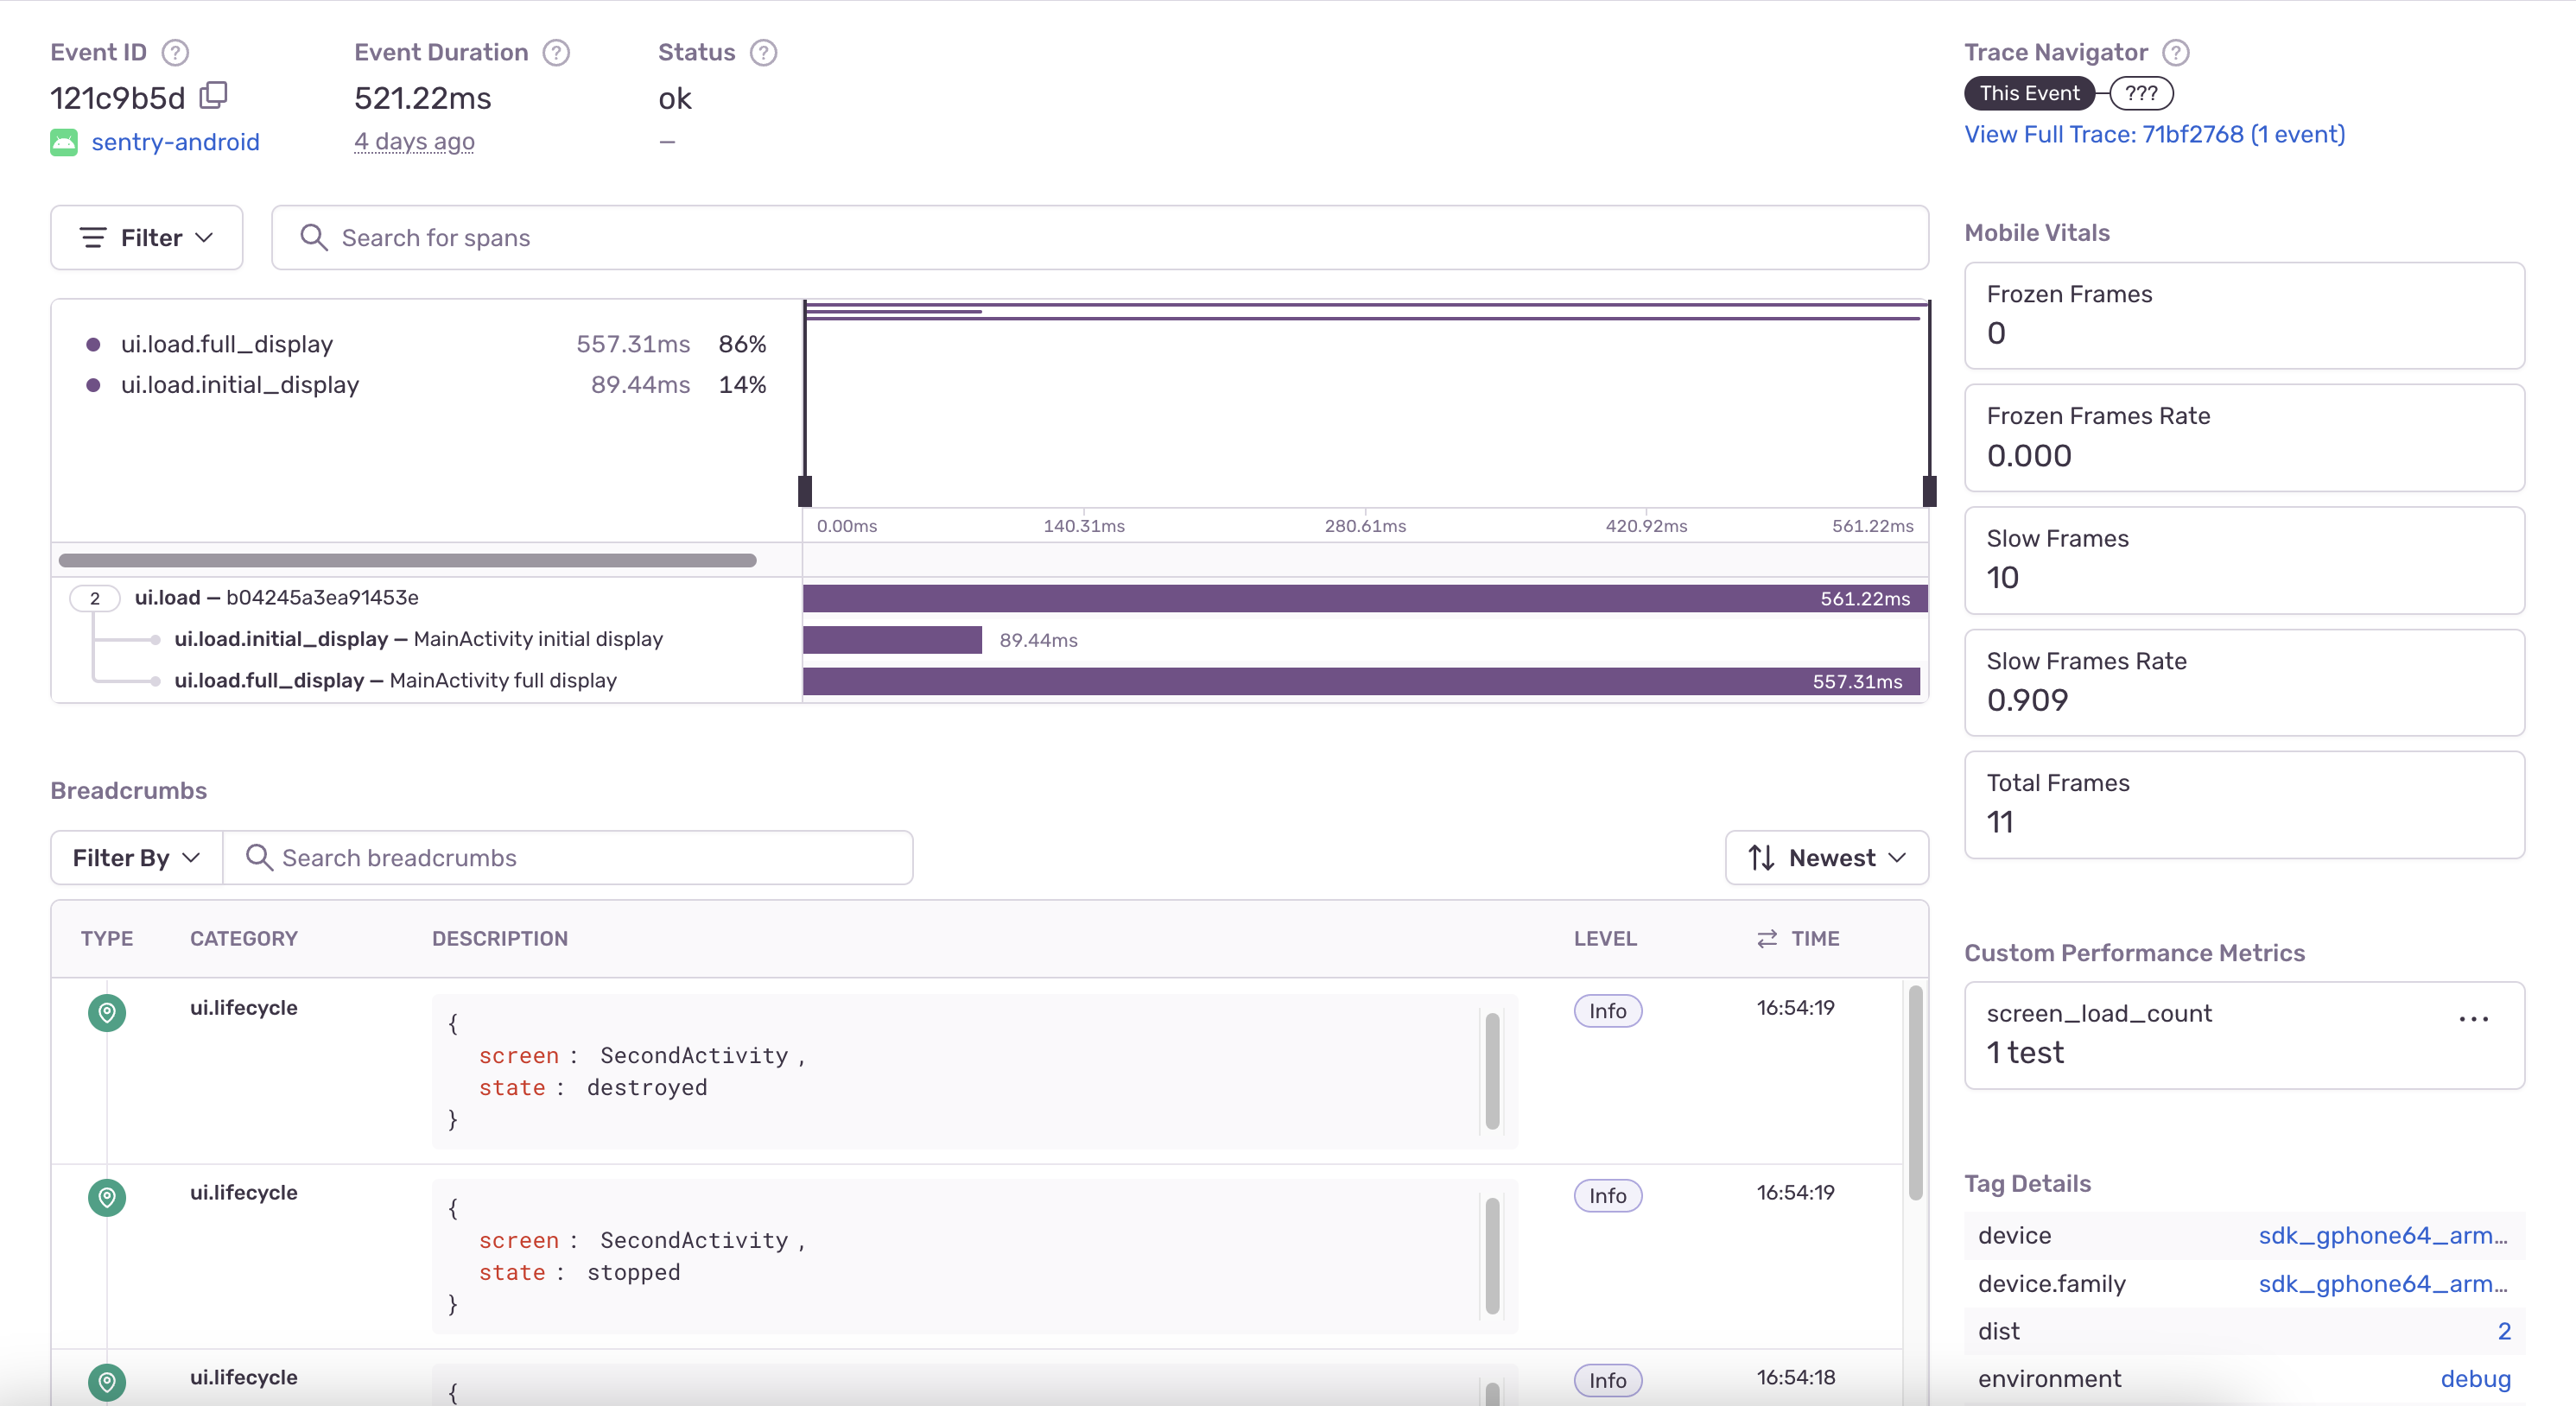 Event ID ?
121c9b5d
sentry-android
Event Duration ?
521.22ms
4 days ago
Status ?
ok
—
Trace Navigator ?
This Event ???
View Full Trace: 71bf2768 (1 event)
Filter
Search for spans
ui.load.full_display 557.31ms 86%
ui.load.initial_display 89.44ms 14%
0.00ms 140.31ms 280.61ms 420.92ms 561.22ms
2 ui.load — b04245a3ea91453e 561.22ms
ui.load.initial_display — MainActivity initial display 89.44ms
ui.load.full_display — MainActivity full display 557.31ms
Breadcrumbs
Filter By Search breadcrumbs Newest
TYPE CATEGORY DESCRIPTION LEVEL TIME
ui.lifecycle { Info 16:54:19
screen : SecondActivity ,
state : destroyed
}
ui.lifecycle { Info 16:54:19
screen : SecondActivity ,
state : stopped
}
ui.lifecycle { Info 16:54:18
Mobile Vitals
Frozen Frames
0
Frozen Frames Rate
0.000
Slow Frames
10
Slow Frames Rate
0.909
Total Frames
11
Custom Performance Metrics
screen_load_count ...
1 test
Tag Details
device sdk_gphone64_arm...
device.family sdk_gphone64_arm...
dist 2
environment debug